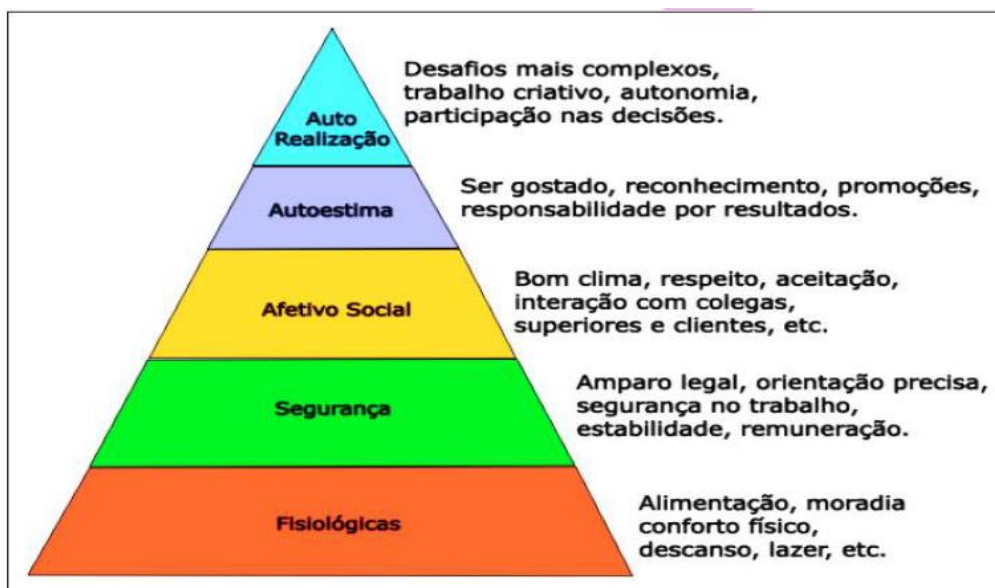 Auto
Realização
Desafios mais complexos,
trabalho criativo, autonomia,
participação nas decisões.
Autoestima
Ser gostado, reconhecimento, promoções,
responsabilidade por resultados.
Afetivo Social
Bom clima, respeito, aceitação,
interação com colegas,
superiores e clientes, etc.
Segurança
Amparo legal, orientação precisa,
segurança no trabalho,
estabilidade, remuneração.
Fisiológicas
Alimentação, moradia
conforto físico,
descanso, lazer, etc.